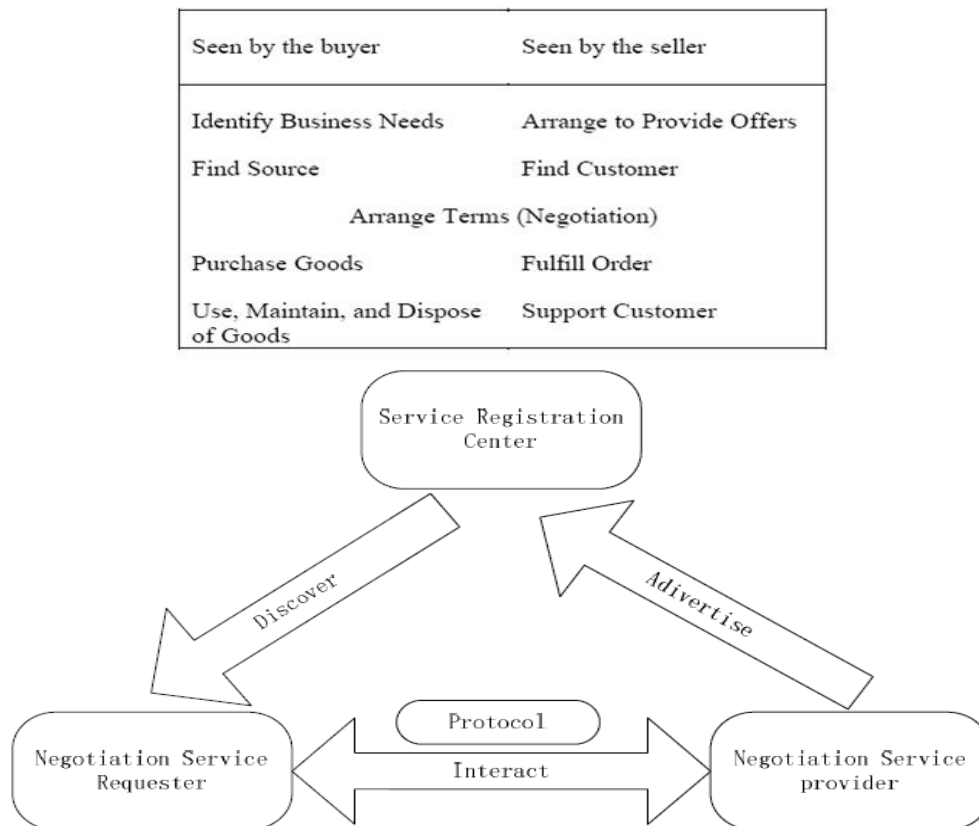 Seen by the buyer Seen by the seller
Identify Business Needs Arrange to Provide Offers
Find Source Find Customer
Arrange Terms (Negotiation)
Purchase Goods Fulfill Order
Use, Maintain, and Dispose Support Customer
of Goods
Service Registration
Center
Discover
Adivertise
Protocol
Negotiation Service
Requester
Interact
Negotiation Service
provider